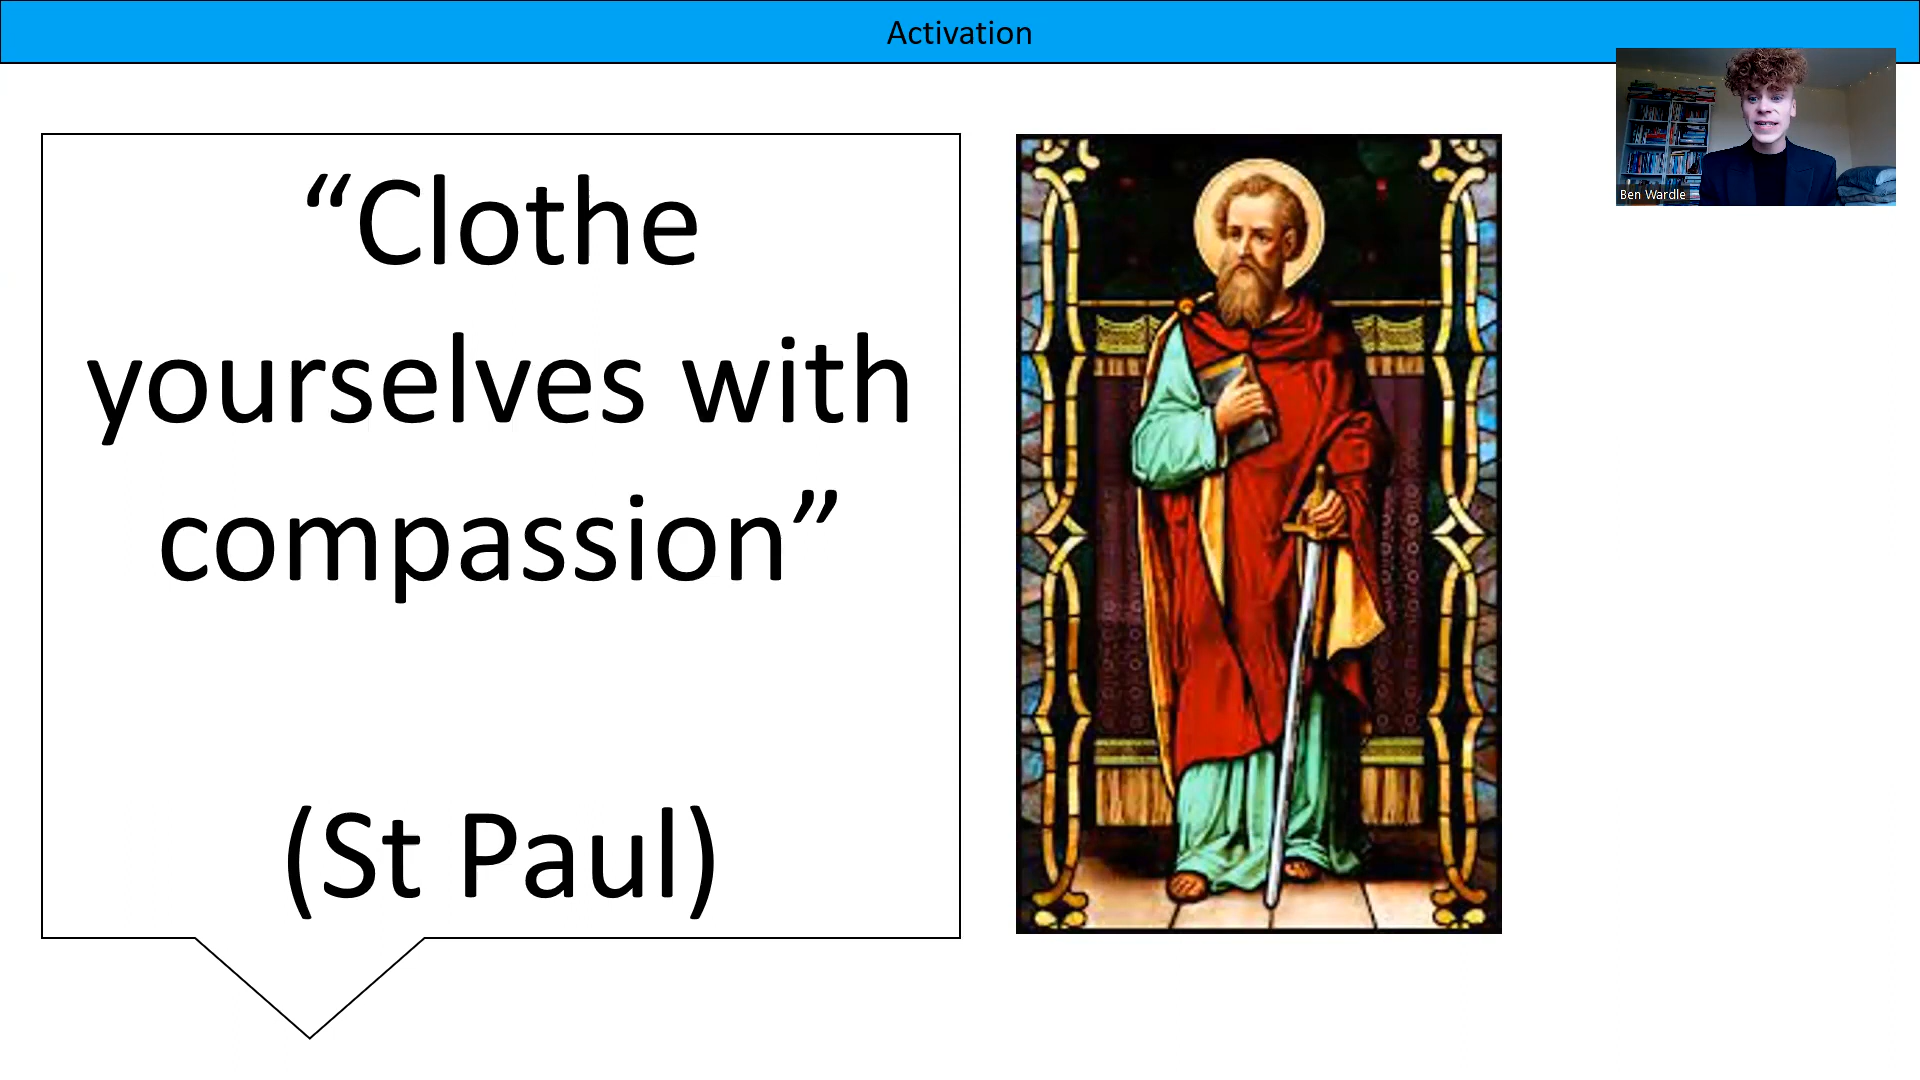 Activation
“Clothe
yourselves with
compassion”
(St Paul)
Ben Wardle